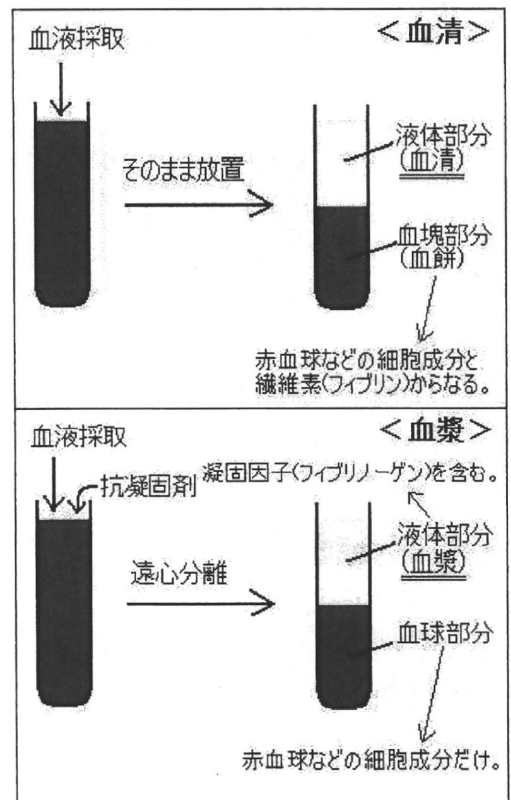 <血清>
血液採取
そのまま放置
液体部分
(血清)
血塊部分
(血餅)
赤血球などの細胞成分と
繊維素(フィブリン)からなる。
<血漿>
血液採取
抗凝固剤
凝固因子(フィブリノーゲン)を含む。
遠心分離
液体部分
(血漿)
血球部分
赤血球などの細胞成分だけ。